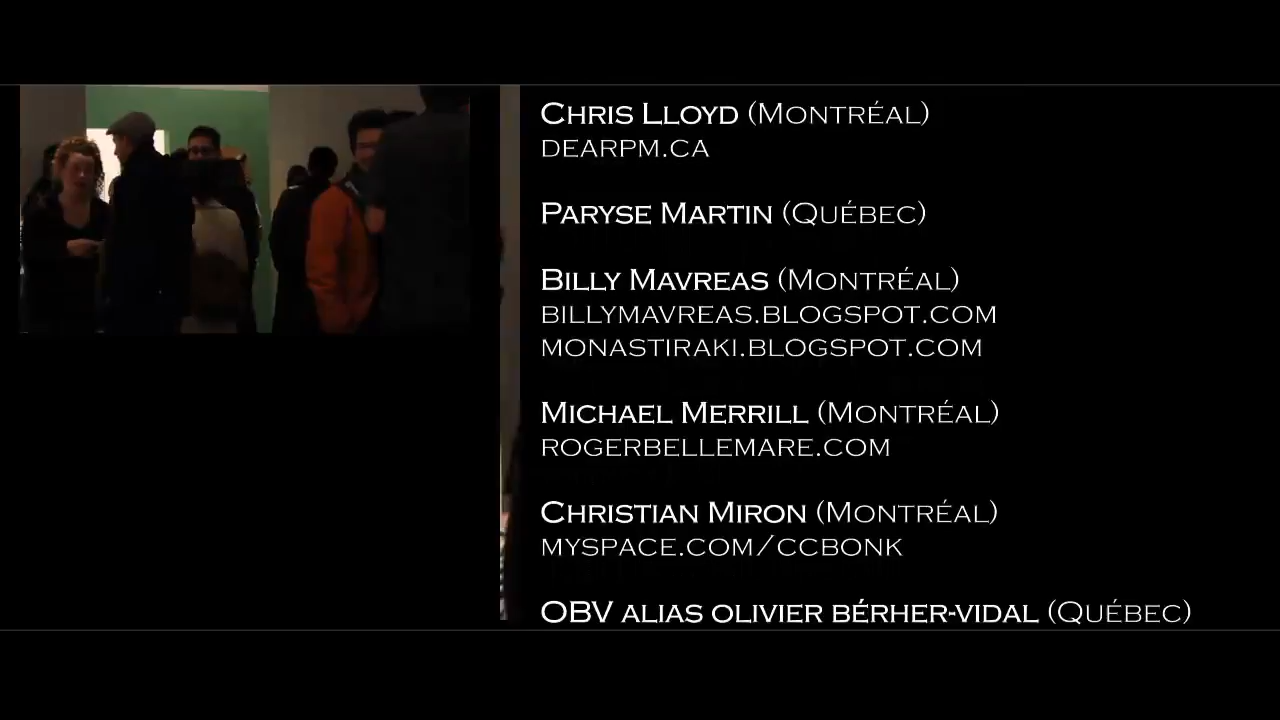 CHRIS LLOYD (MONTRÉAL)
DEARPM.CA
PARYSE MARTIN (QUÉBEC)
BILLY MAVREAS (MONTRÉAL)
BILLYMAVREAS.BLOGSPOT.COM
MONASTIRAKI.BLOGSPOT.COM
MICHAEL MERRILL (MONTRÉAL)
ROGERBELLEMARE.COM
CHRISTIAN MIRON (MONTRÉAL)
MYSPACE.COM/CCBONK
OBV ALIAS OLIVIER BÉRHER-VIDAL (QUÉBEC)